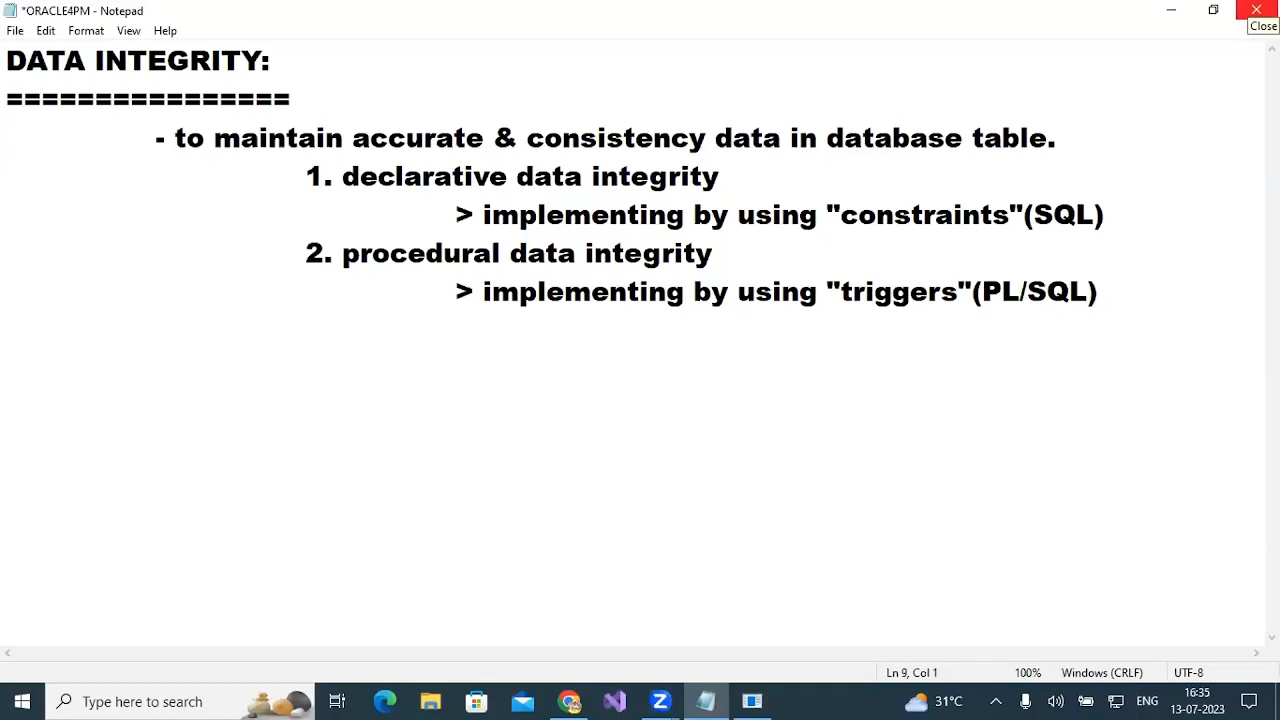 *ORACLE4PM - Notepad
Close
File Edit Format View Help
DATA INTEGRITY:
================
- to maintain accurate & consistency data in database table.
1. declarative data integrity
> implementing by using "constraints"(SQL)
2. procedural data integrity
> implementing by using "triggers"(PL/SQL)
Ln 9, Col 1 100% Windows (CRLF) UTF-8
Type here to search
31°C
ENG
16:35
13-07-2023